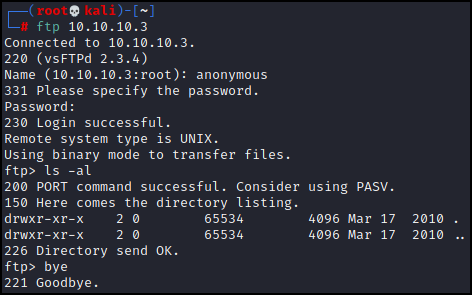 ┌──(root💀kali)-[~]
└─# ftp 10.10.10.3
Connected to 10.10.10.3.
220 (vsFTPd 2.3.4)
Name (10.10.10.3:root): anonymous
331 Please specify the password.
Password:
230 Login successful.
Remote system type is UNIX.
Using binary mode to transfer files.
ftp> ls -al
200 PORT command successful. Consider using PASV.
150 Here comes the directory listing.
drwxr-xr-x    2 0        65534        4096 Mar 17  2010 .
drwxr-xr-x    2 0        65534        4096 Mar 17  2010 ..
226 Directory send OK.
ftp> bye
221 Goodbye.